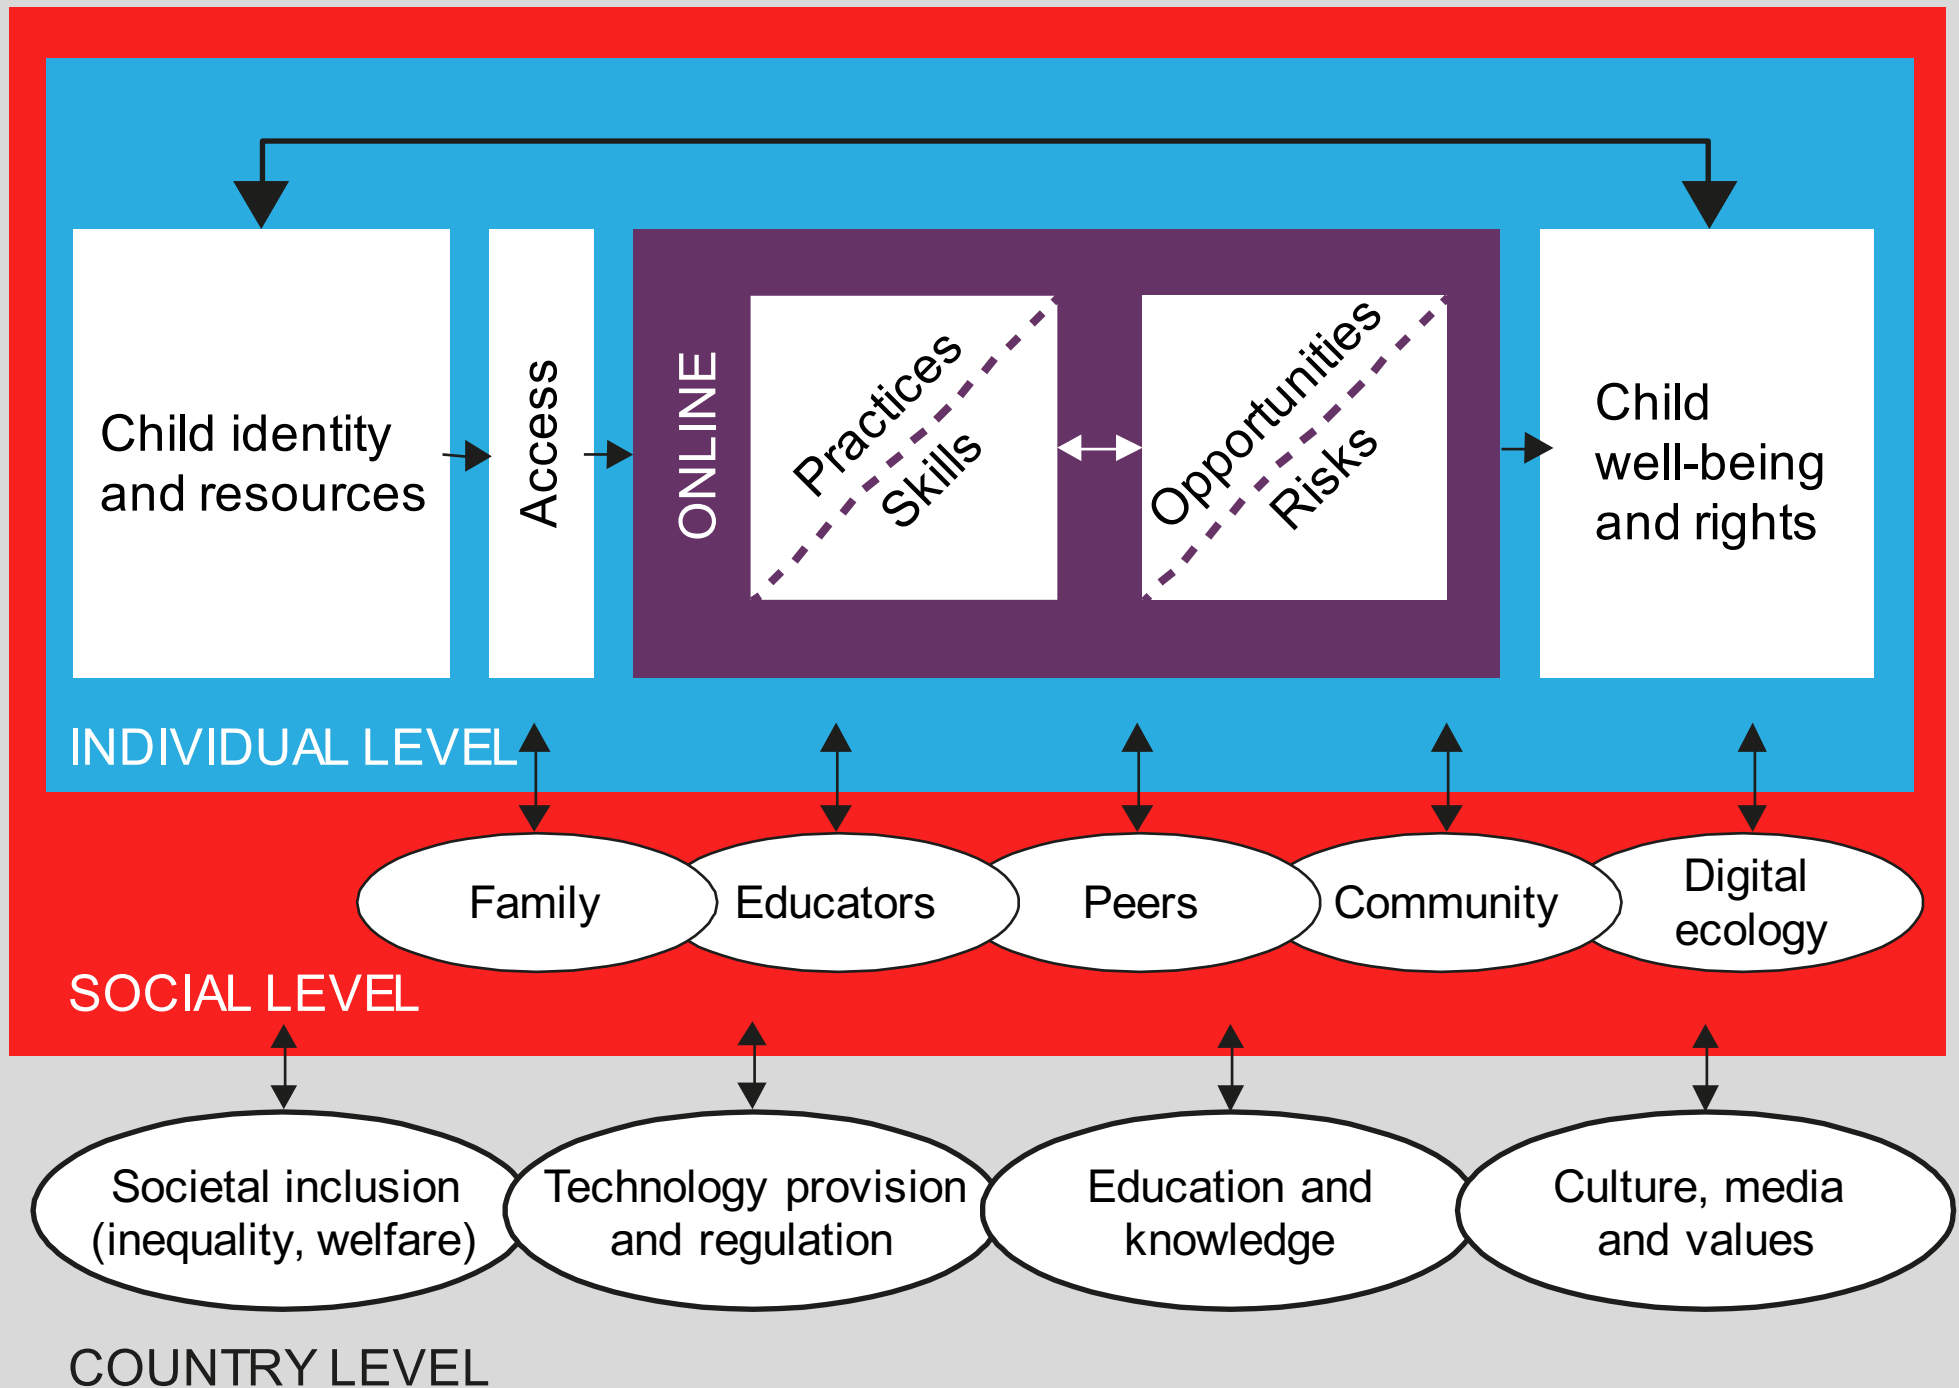 Child identity
and resources
Access
ONLINE
Practices
Skills
Opportunities
Risks
Child
well-being
and rights
INDIVIDUAL LEVEL
Family
Educators
Peers
Community
Digital
ecology
SOCIAL LEVEL
Societal inclusion
(inequality, welfare)
Technology provision
and regulation
Education and
knowledge
Culture, media
and values
COUNTRY LEVEL